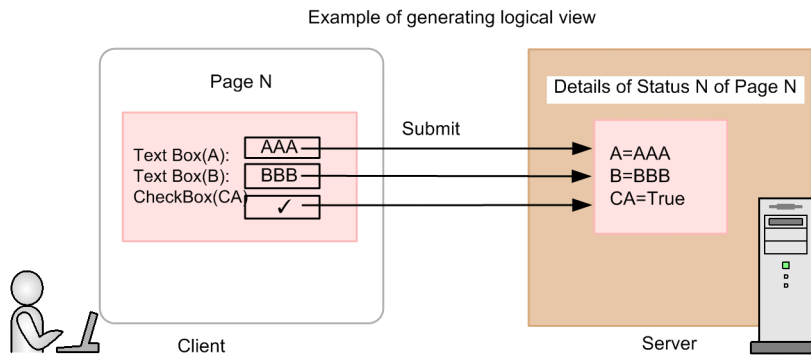 Example of generating logical view
Page N
Text Box(A):
AAA
Text Box(B):
BBB
CheckBox(CA)
✓
Submit
Details of Status N of Page N
A=AAA
B=BBB
CA=True
Client
Server